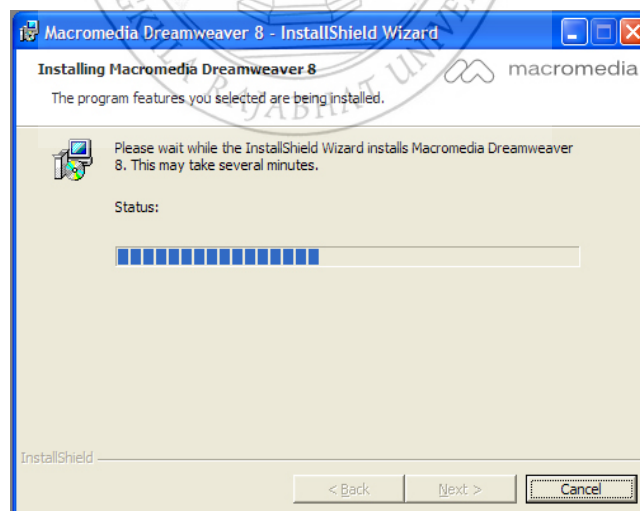 Macromedia Dreamweaver 8 - InstallShield Wizard
Installing Macromedia Dreamweaver 8
macromedia
The program features you selected are being installed.
RAJABHAT
Please wait while the InstallShield Wizard installs Macromedia Dreamweaver
8. This may take several minutes.
Status:
InstallShield
< Back
Next >
Cancel